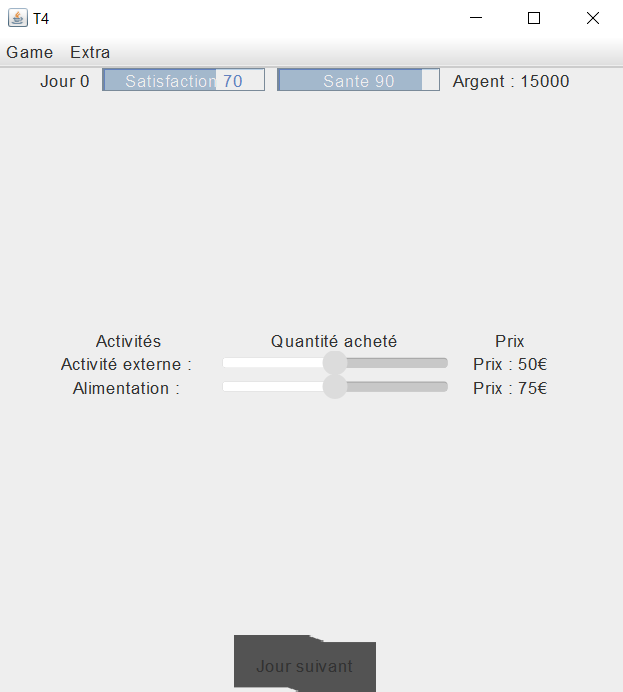 T4
Game Extra
Jour 0 Satisfaction 70 Sante 90 Argent : 15000
Activités Quantité acheté Prix
Activité externe : Prix : 50€
Alimentation : Prix : 75€
Jour suivant